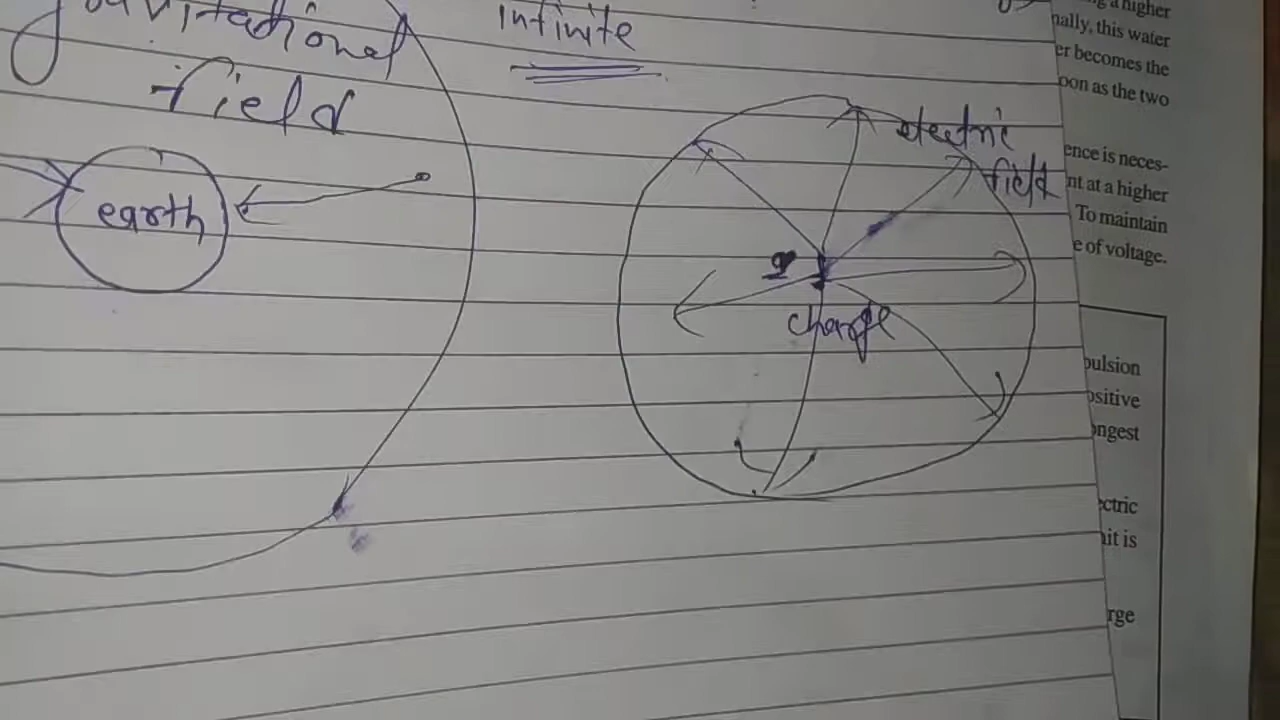 gravitational
field
earth
infinite
electric
field
charge
g a higher
nally, this water
er becomes the
oon as the two
ence is neces-
nt at a higher
To maintain
e of voltage.
pulsion
ositive
ongest
ectric
nit is
rge